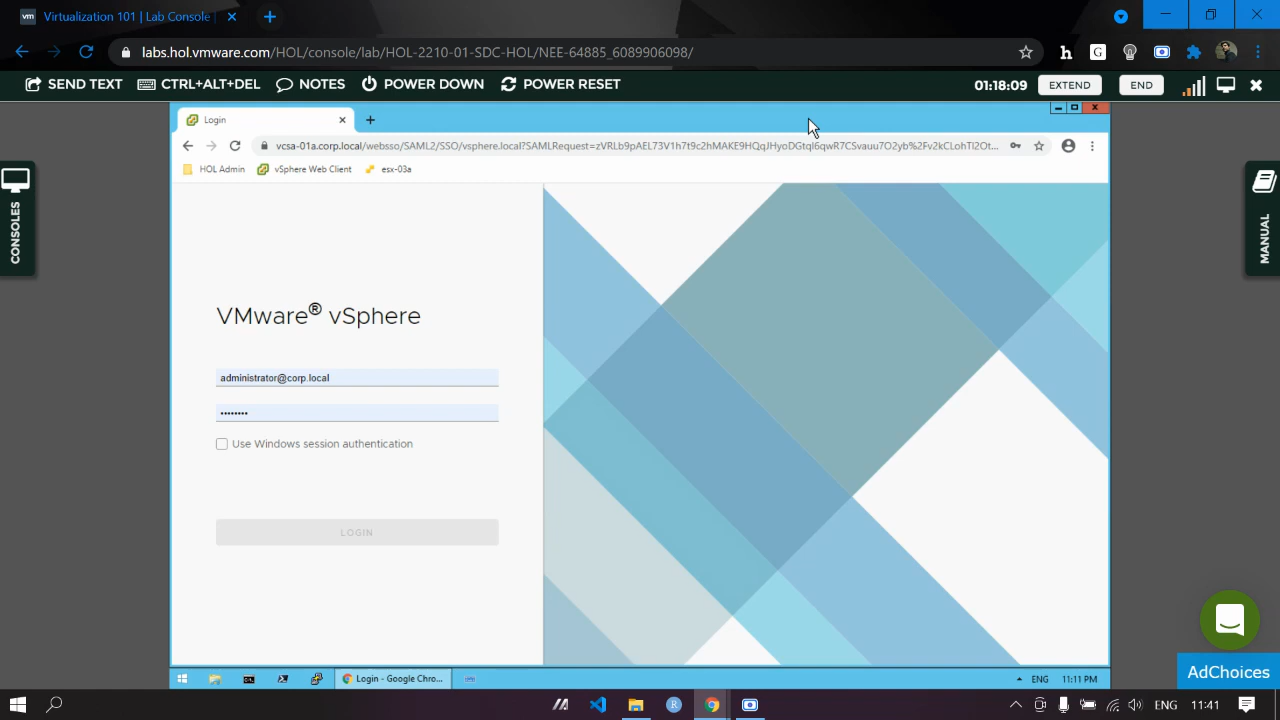 vm Virtualization 101 | Lab Console
labs.hol.vmware.com/HOL/console/lab/HOL-2210-01-SDC-HOL/NEE-64885_6089906098/
h G
SEND TEXT CTRL+ALT+DEL NOTES POWER DOWN POWER RESET 01:18:09 EXTEND END
Login
vcsa-01a.corp.local/websso/SAML2/SSO/vsphere.local?SAMLRequest=zVRLb9pAEL73V1h7t9c2hMAKE9HQqJHyoDGtql6qwR7CSvauu7O2yb%2Fv2kCLohTl2Ot...
HOL Admin vSphere Web Client esx-03a
CONSOLES
MANUAL
VMware® vSphere
administrator@corp.local
••••••••
Use Windows session authentication
LOGIN
AdChoices
Login - Google Chro... ENG 11:11 PM
R ENG 11:41